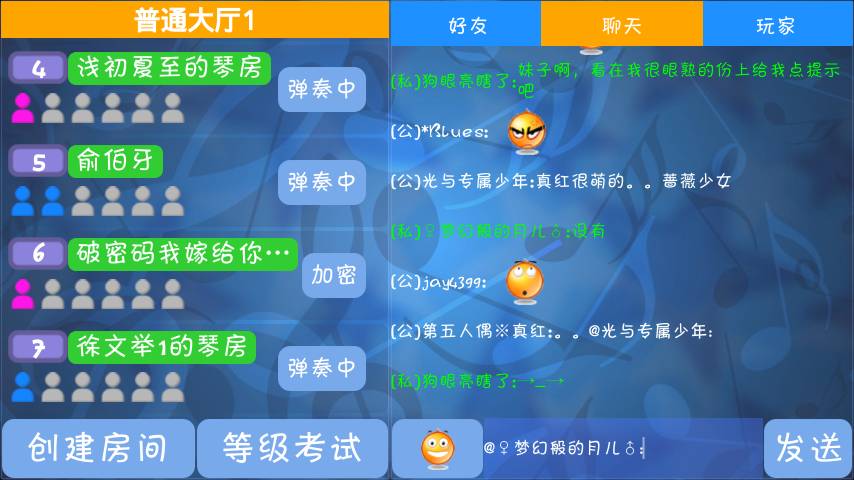 普通大厅1
4 浅初夏至的琴房 弹奏中
5 俞伯牙 弹奏中
6 破密码我嫁给你… 加密
7 徐文举1的琴房 弹奏中
创建房间 等级考试
好友 聊天 玩家
(私)狗眼亮瞎了:妹子啊，看在我很眼熟的份上给我点提示
吧
(公)*Blues:
(公)光与专属少年:真红很萌的。。蔷薇少女
(私)♀梦幻般的月儿♂:没有
(公)jay4399:
(公)第五人偶※真红:。。@光与专属少年:
(私)狗眼亮瞎了:→_→
@♀梦幻般的月儿♂: 发送